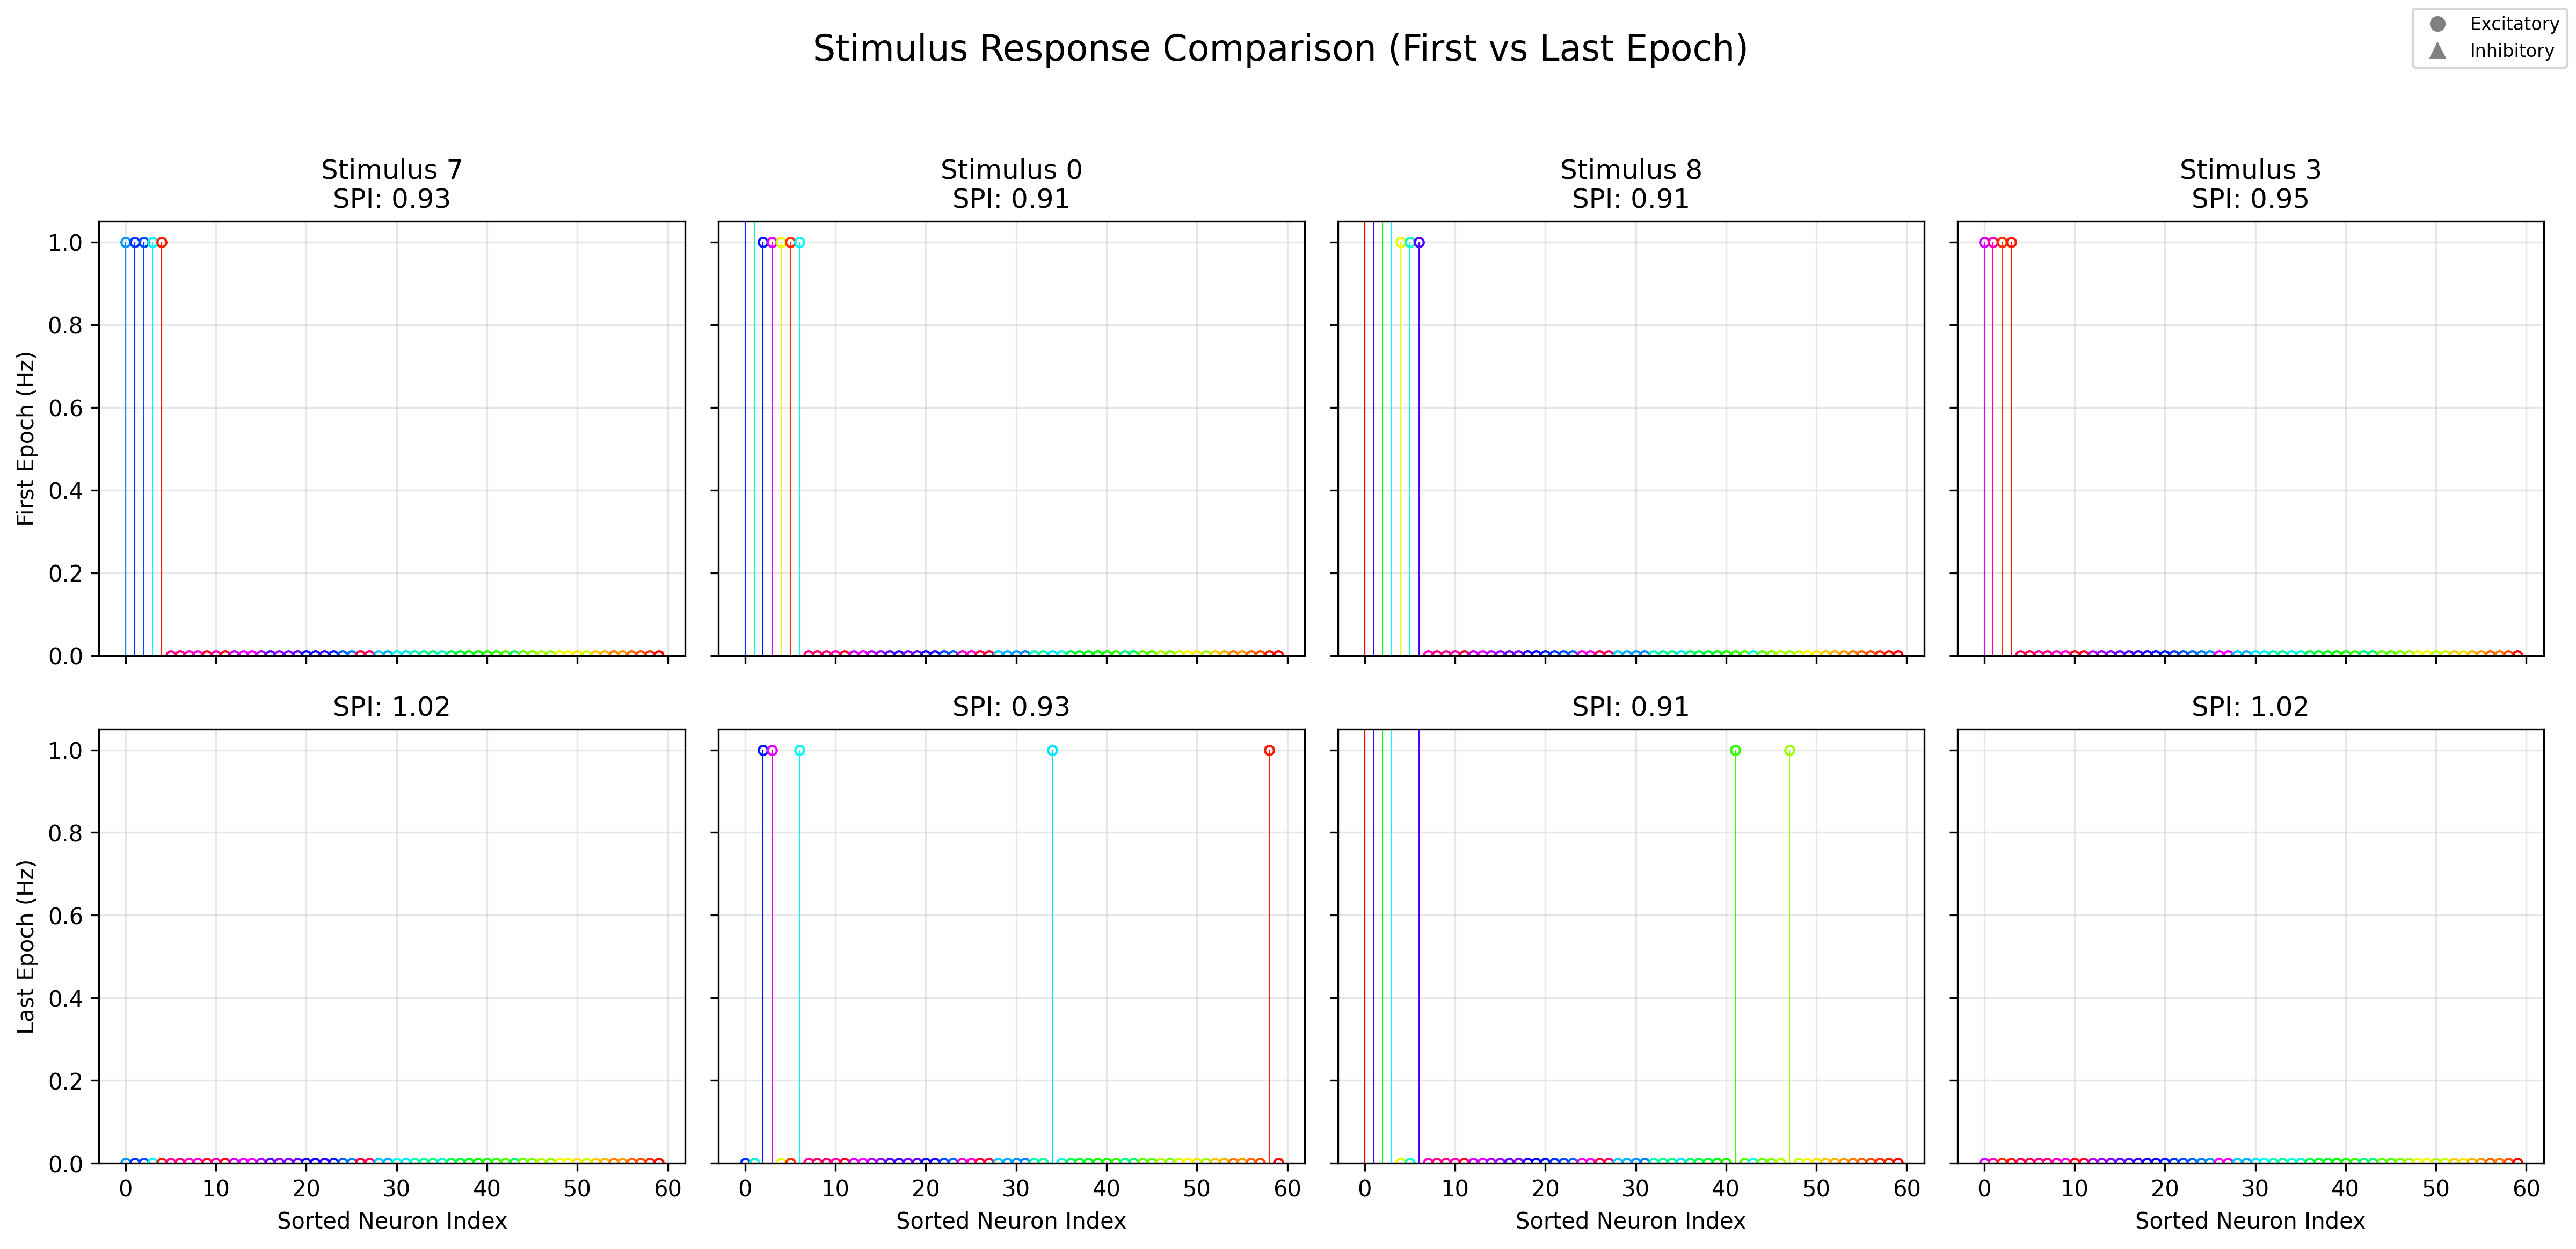 Stimulus Response Comparison (First vs Last Epoch)
Excitatory
Inhibitory
Stimulus 7
SPI: 0.93
Stimulus 0
SPI: 0.91
Stimulus 8
SPI: 0.91
Stimulus 3
SPI: 0.95
First Epoch (Hz)
1.0
0.8
0.6
0.4
0.2
0.0
SPI: 1.02
SPI: 0.93
SPI: 0.91
SPI: 1.02
Last Epoch (Hz)
1.0
0.8
0.6
0.4
0.2
0.0
0 10 20 30 40 50 60
0 10 20 30 40 50 60
0 10 20 30 40 50 60
0 10 20 30 40 50 60
Sorted Neuron Index
Sorted Neuron Index
Sorted Neuron Index
Sorted Neuron Index